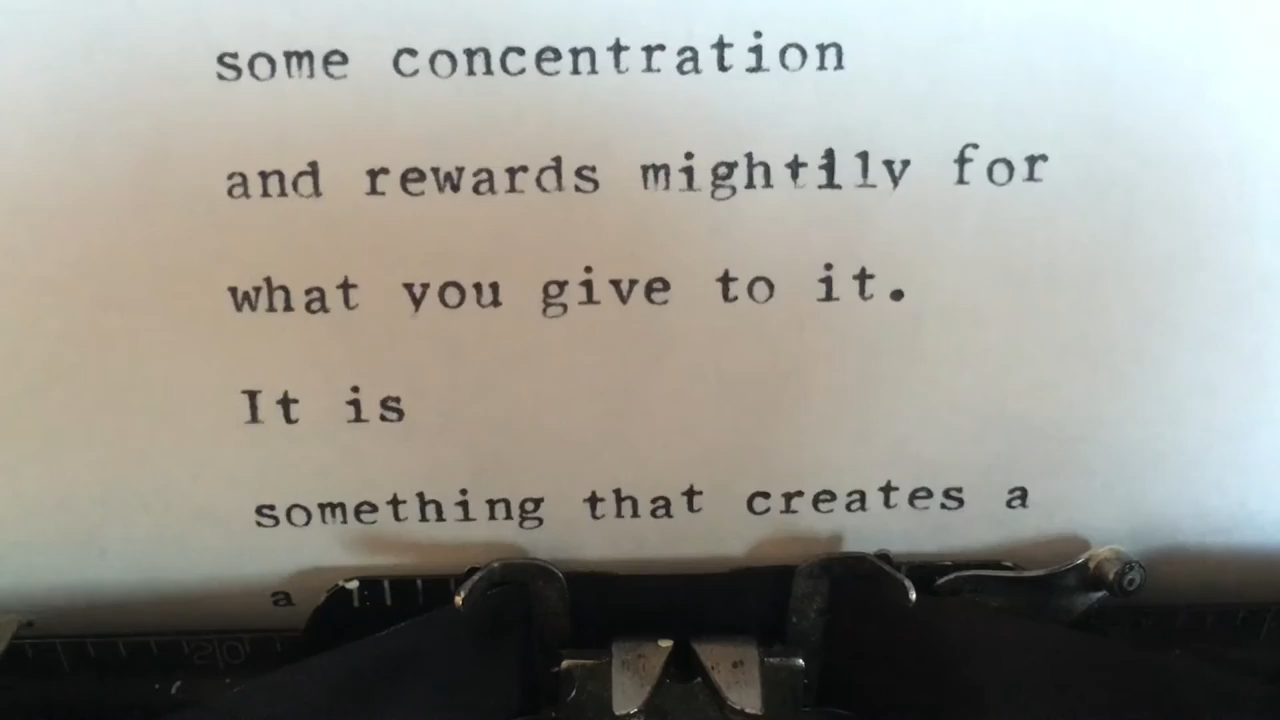 some concentration
and rewards mightily for
what you give to it.
It is
something that creates a
a